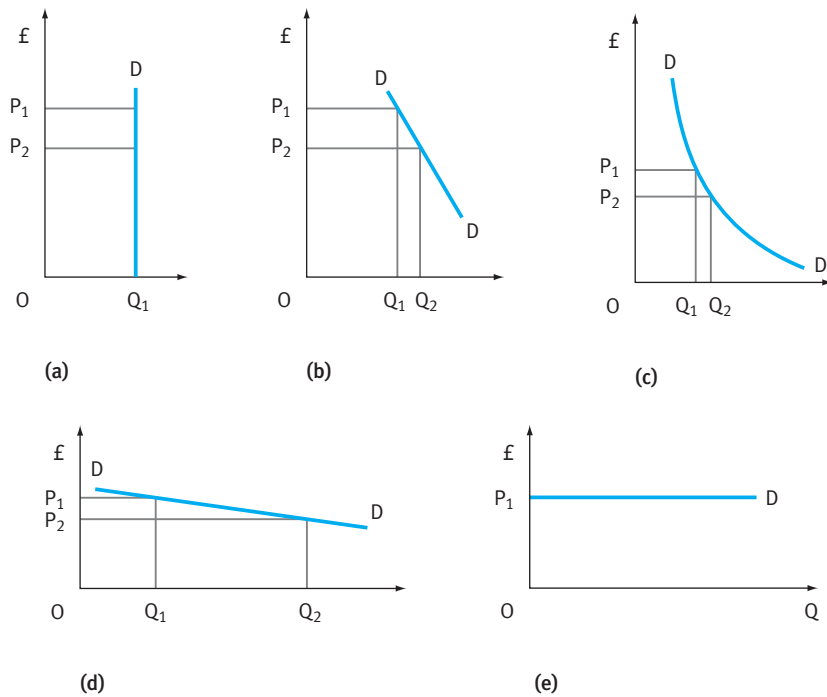 £
D
P₁
P₂
O
Q₁
(a)
£
D
P₁
P₂
D
O
Q₁
Q₂
(b)
£
D
P₁
P₂
D
O
Q₁
Q₂
(c)
£
D
P₁
P₂
D
O
Q₁
Q₂
(d)
£
P₁
D
O
Q
(e)